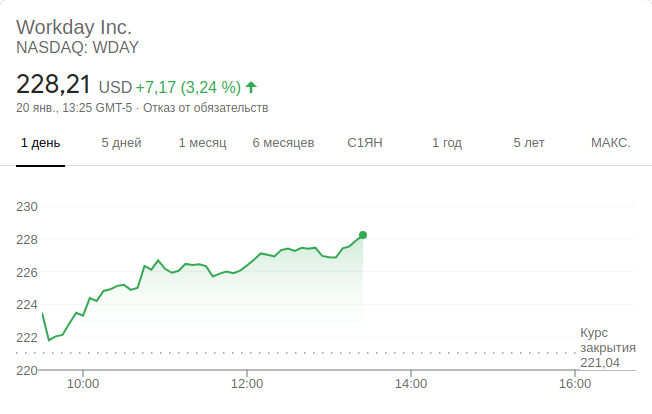 Workday Inc.
NASDAQ: WDAY
228,21 USD +7,17 (3,24 %)
20 янв., 13:25 GMT-5 · Отказ от обязательств
1 день 5 дней 1 месяц 6 месяцев С1ЯН 1 год 5 лет МАКС.
230
228
226
224
222
Курс
закрытия
221,04
220
10:00 12:00 14:00 16:00